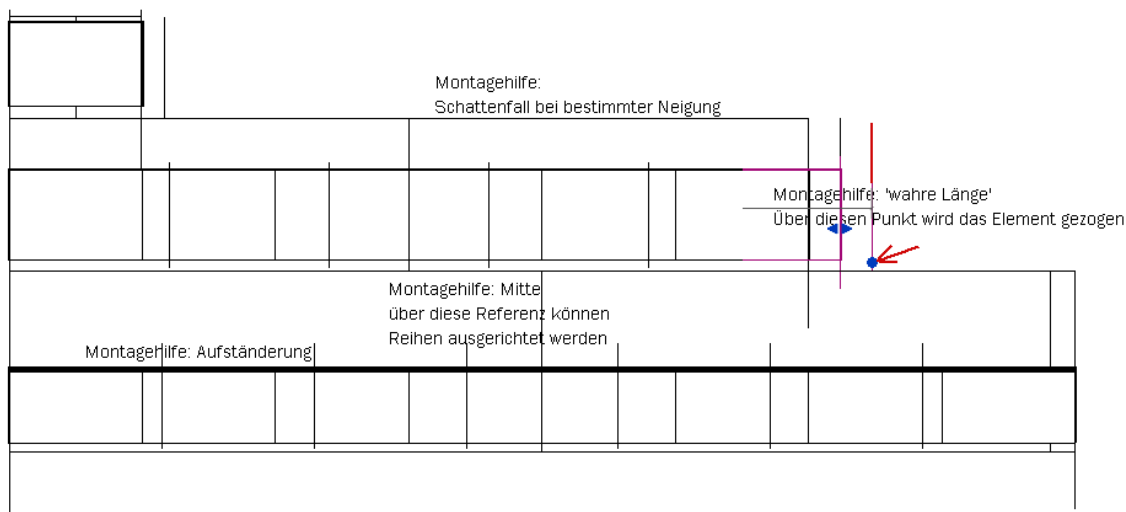 Montagehilfe:
Schattenfall bei bestimmter Neigung
Montagehilfe: 'wahre Länge'
Über diesen Punkt wird das Element gezogen
Montagehilfe: Mitte
über diese Referenz können
Reihen ausgerichtet werden
Montagehilfe: Aufständerung